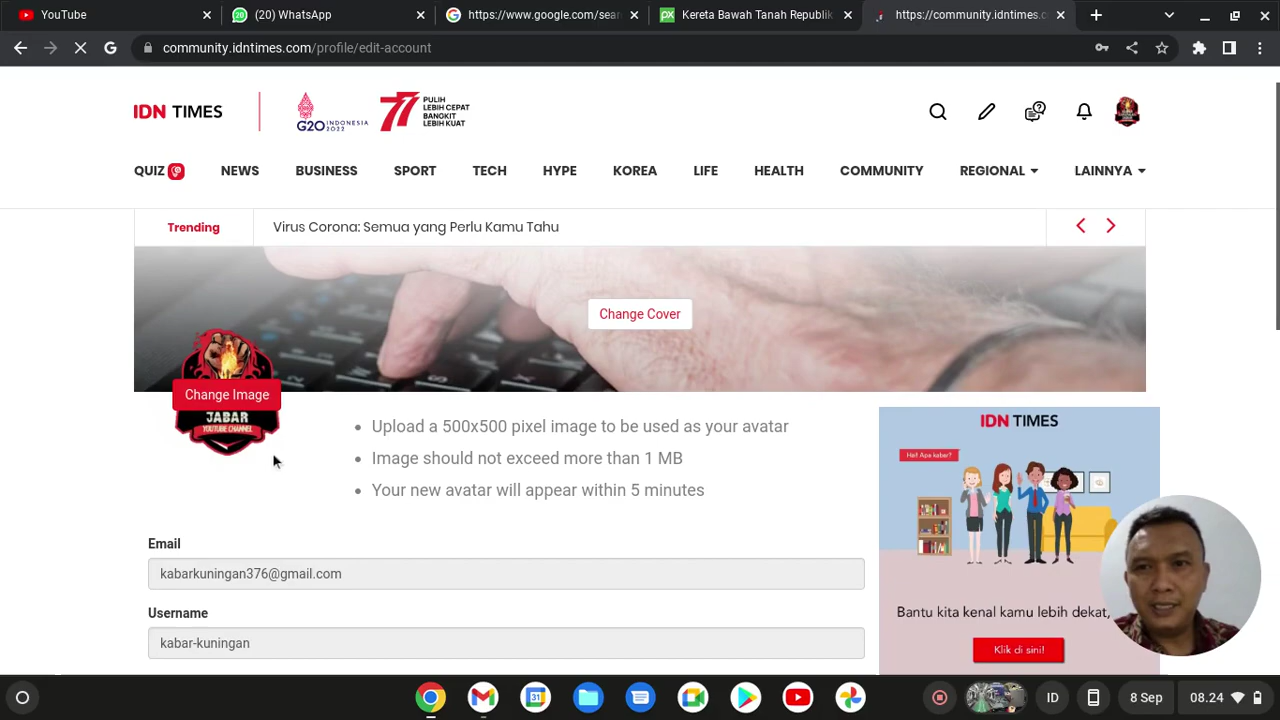 YouTube
(20) WhatsApp
https://www.google.com/sear
Kereta Bawah Tanah Republik
https://community.idntimes.c
community.idntimes.com/profile/edit-account
IDN TIMES
G20 INDONESIA 2022
77
PULIH
LEBIH CEPAT
BANGKIT
LEBIH KUAT
QUIZ
NEWS
BUSINESS
SPORT
TECH
HYPE
KOREA
LIFE
HEALTH
COMMUNITY
REGIONAL
LAINNYA
Trending
Virus Corona: Semua yang Perlu Kamu Tahu
Change Cover
Change Image
JABAR
YOUTUBE CHANNEL
• Upload a 500x500 pixel image to be used as your avatar
• Image should not exceed more than 1 MB
• Your new avatar will appear within 5 minutes
Email
kabarkuningan376@gmail.com
Username
kabar-kuningan
IDN TIMES
Hai! Apa kabar?
Bantu kita kenal kamu lebih dekat,
Klik di sini!
31
ID
8 Sep
08.24